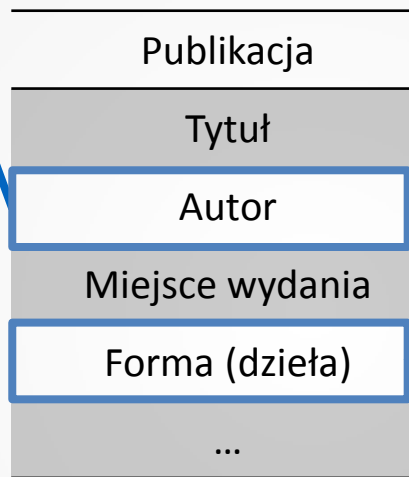 Publikacja
Tytuł
Autor
Miejsce wydania
Forma (dzieła)
...